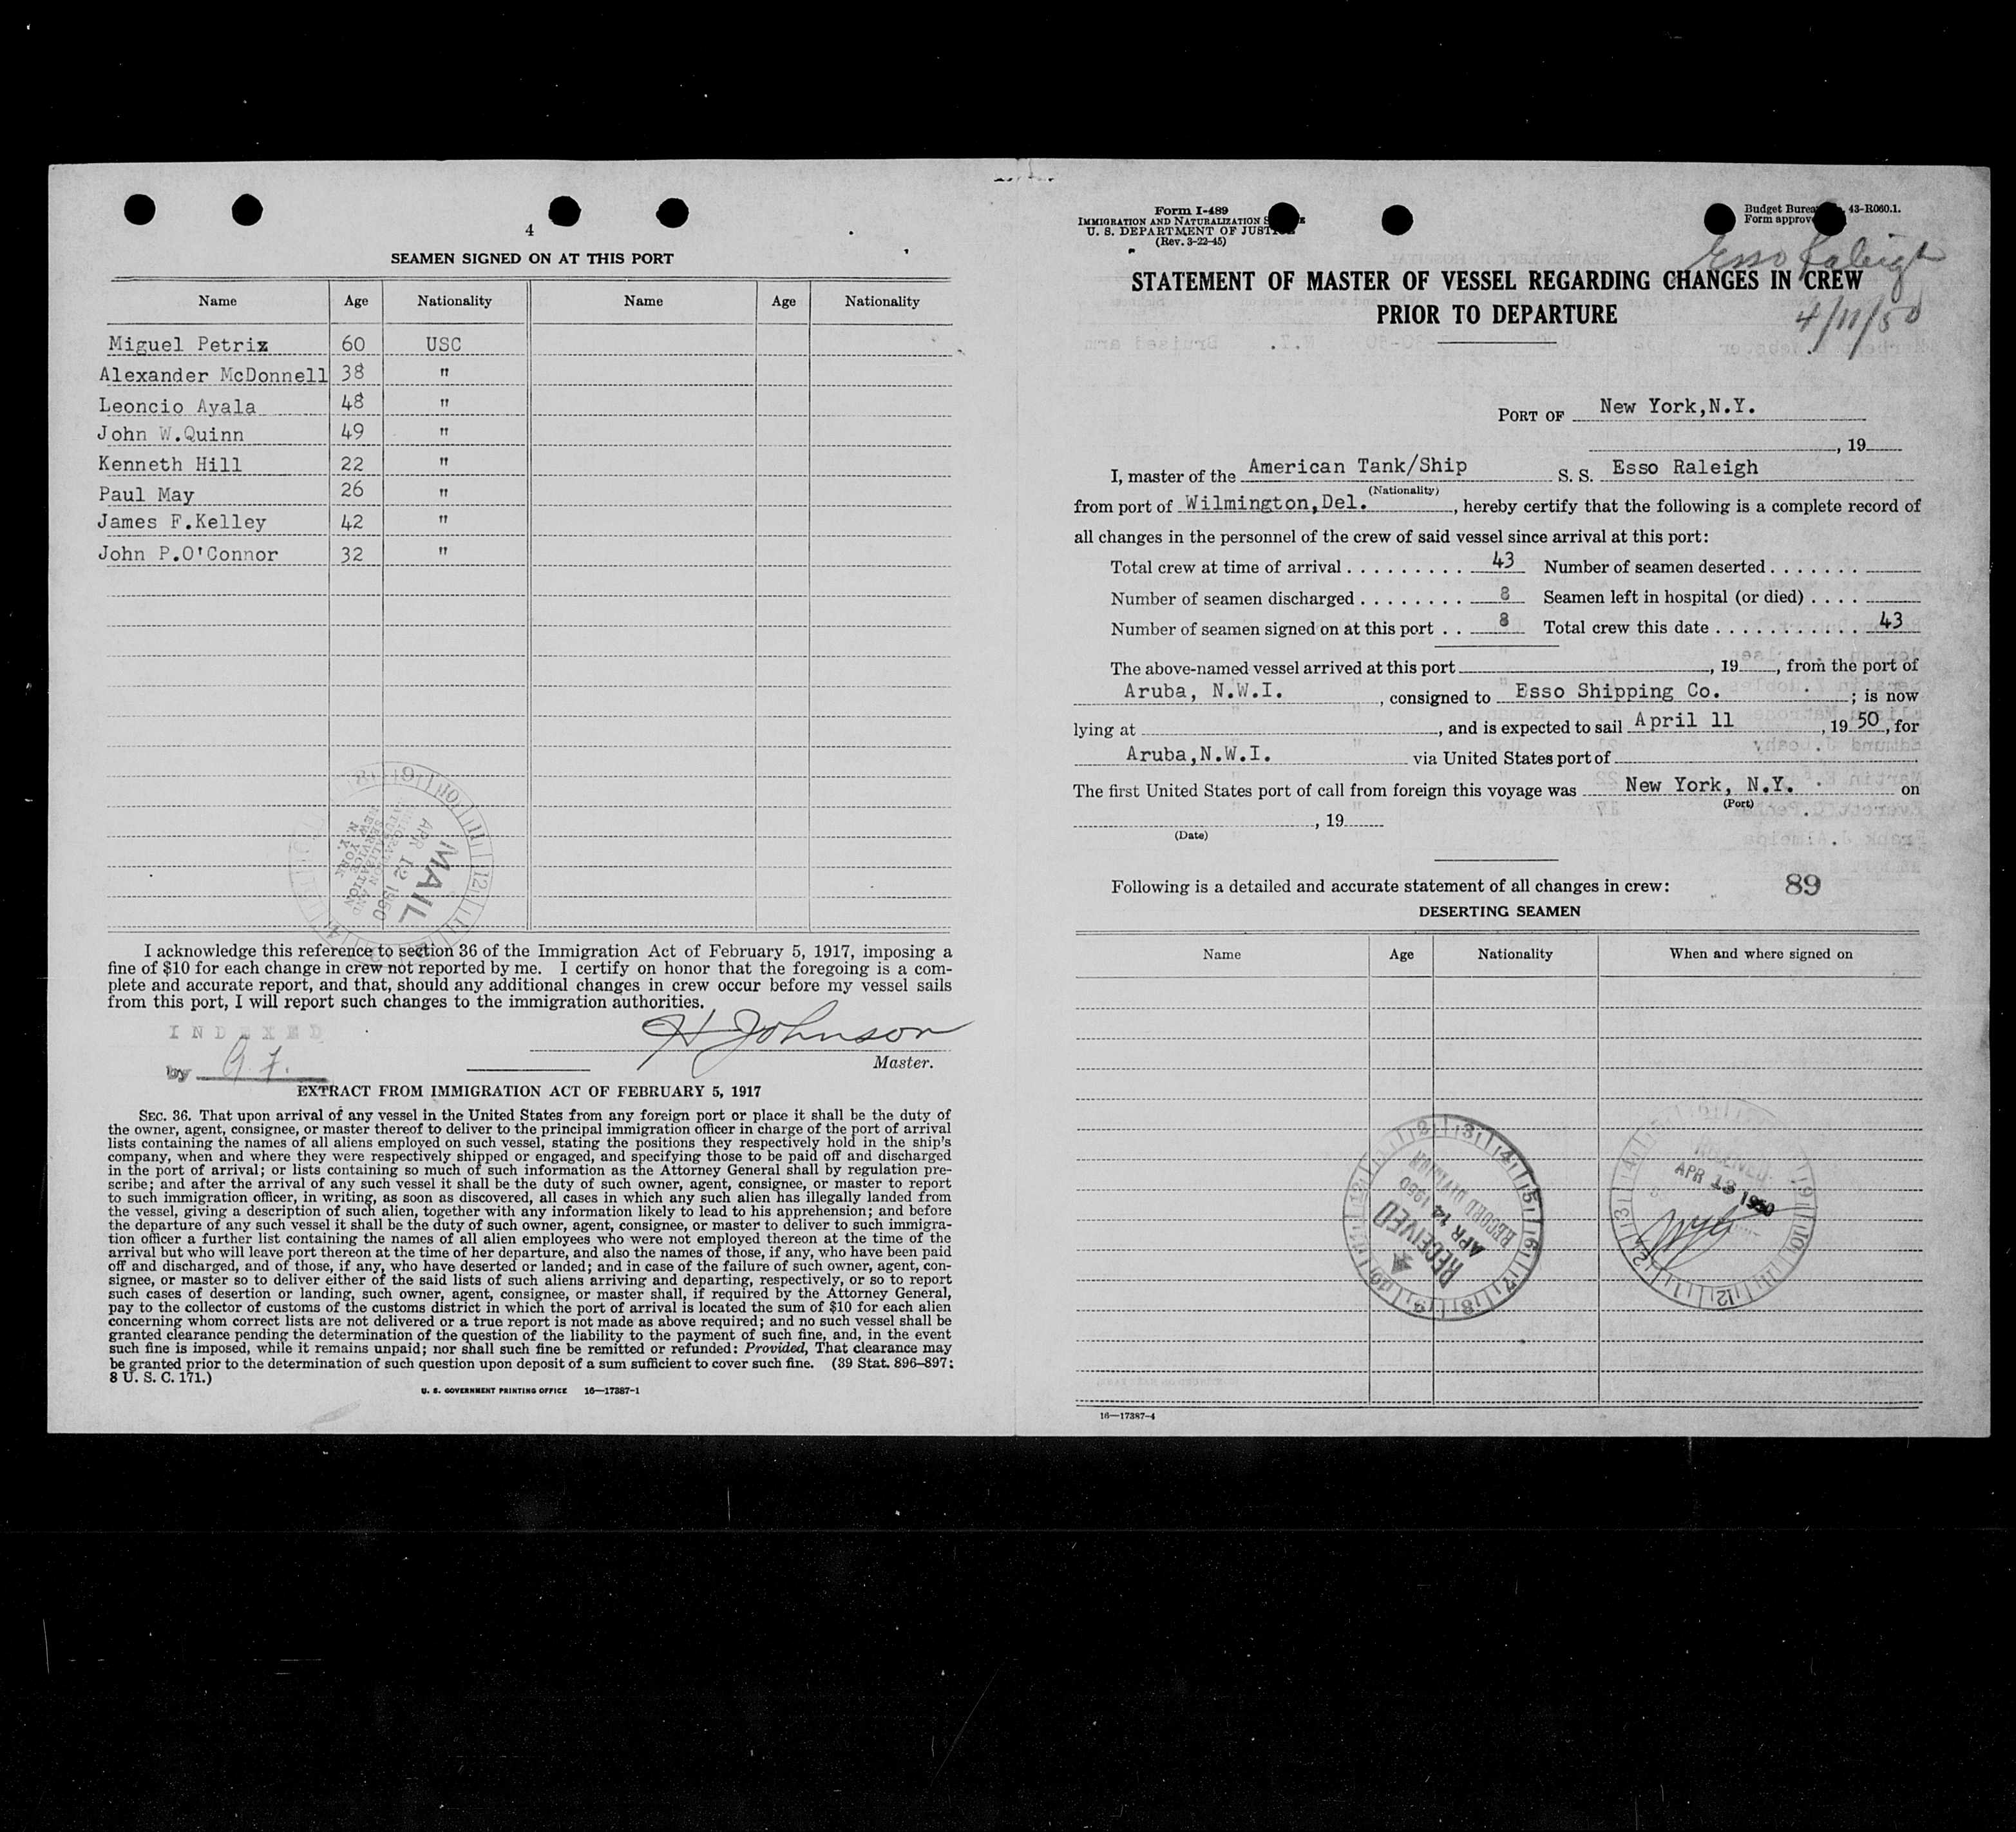 4
SEAMEN SIGNED ON AT THIS PORT
Name Age Nationality Name Age Nationality
Miguel Petrix 60 USC
Alexander McDonnell 38 "
Leoncio Ayala 48 "
John W.Quinn 49 "
Kenneth Hill 22 "
Paul May 26 "
James F.Kelley 42 "
John P.O'Connor 32 "
MAIL
APR 12 1950
I acknowledge this reference to section 36 of the Immigration Act of February 5, 1917, imposing a
fine of $10 for each change in crew not reported by me. I certify on honor that the foregoing is a com-
plete and accurate report, and that, should any additional changes in crew occur before my vessel sails
from this port, I will report such changes to the immigration authorities.
INDEXED
H Johnson
by
Master.
EXTRACT FROM IMMIGRATION ACT OF FEBRUARY 5, 1917
SEC. 36. That upon arrival of any vessel in the United States from any foreign port or place it shall be the duty of
the owner, agent, consignee, or master thereof to deliver to the principal immigration officer in charge of the port of arrival
lists containing the names of all aliens employed on such vessel, stating the positions they respectively hold in the ship's
company, when and where they were respectively shipped or engaged, and specifying those to be paid off and discharged
in the port of arrival; or lists containing so much of such information as the Attorney General shall by regulation pre-
scribe; and after the arrival of any such vessel it shall be the duty of such owner, agent, consignee, or master to report
to such immigration officer, in writing, as soon as discovered, all cases in which any such alien has illegally landed from
the vessel, giving a description of such alien, together with any information likely to lead to his apprehension; and before
the departure of any such vessel it shall be the duty of such owner, agent, consignee, or master to deliver to such immigra-
tion officer a further list containing the names of all alien employees who were not employed thereon at the time of the
arrival but who will leave port thereon at the time of her departure, and also the names of those, if any, who have been paid
off and discharged, and of those, if any, who have deserted or landed; and in case of the failure of such owner, agent, con-
signee, or master so to deliver either of the said lists of such aliens arriving and departing, respectively, or so to report
such cases of desertion or landing, such owner, agent, consignee, or master shall, if required by the Attorney General,
pay to the collector of customs of the customs district in which the port of arrival is located the sum of $10 for each alien
concerning whom correct lists are not delivered or a true report is not made as above required; and no such vessel shall be
granted clearance pending the determination of the question of the liability to the payment of such fine, and, in the event
such fine is imposed, while it remains unpaid; nor shall such fine be remitted or refunded: Provided, That clearance may
be granted prior to the determination of such question upon deposit of a sum sufficient to cover such fine. (39 Stat. 896–897;
8 U. S. C. 171.)
U. S. GOVERNMENT PRINTING OFFICE 16—17387-1
Form I-489
IMMIGRATION AND NATURALIZATION
U. S. DEPARTMENT OF JUSTICE
(Rev. 3-22-45)
Budget Bureau 43-R060.1.
Form approved
Esso Raleigh
4/11/50
STATEMENT OF MASTER OF VESSEL REGARDING CHANGES IN CREW
PRIOR TO DEPARTURE
PORT OF New York,N.Y.
, 19
I, master of the American Tank/Ship S. S. Esso Raleigh
(Nationality)
from port of Wilmington,Del. , hereby certify that the following is a complete record of
all changes in the personnel of the crew of said vessel since arrival at this port:
Total crew at time of arrival 43 Number of seamen deserted
Number of seamen discharged 8 Seamen left in hospital (or died)
Number of seamen signed on at this port 8 Total crew this date 43
The above-named vessel arrived at this port , 19 , from the port of
Aruba, N.W.I. , consigned to Esso Shipping Co. ; is now
lying at , and is expected to sail April 11 , 19 50, for
Aruba,N.W.I. via United States port of
The first United States port of call from foreign this voyage was New York, N.Y. on
(Port)
, 19
(Date)
Following is a detailed and accurate statement of all changes in crew: 89
DESERTING SEAMEN
Name Age Nationality When and where signed on
RECEIVED
APR 14 1950
RECORD DIVISION
RECEIVED
APR 13 1950
16—17387-4